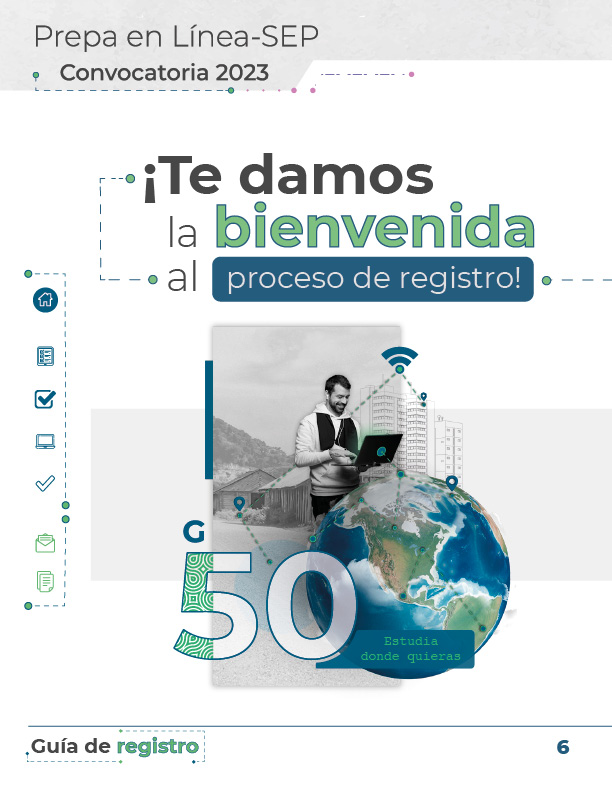 Prepa en Línea-SEP
Convocatoria 2023
¡Te damos
la bienvenida
al proceso de registro!
G
50
Estudia
donde quieras
Guía de registro
6